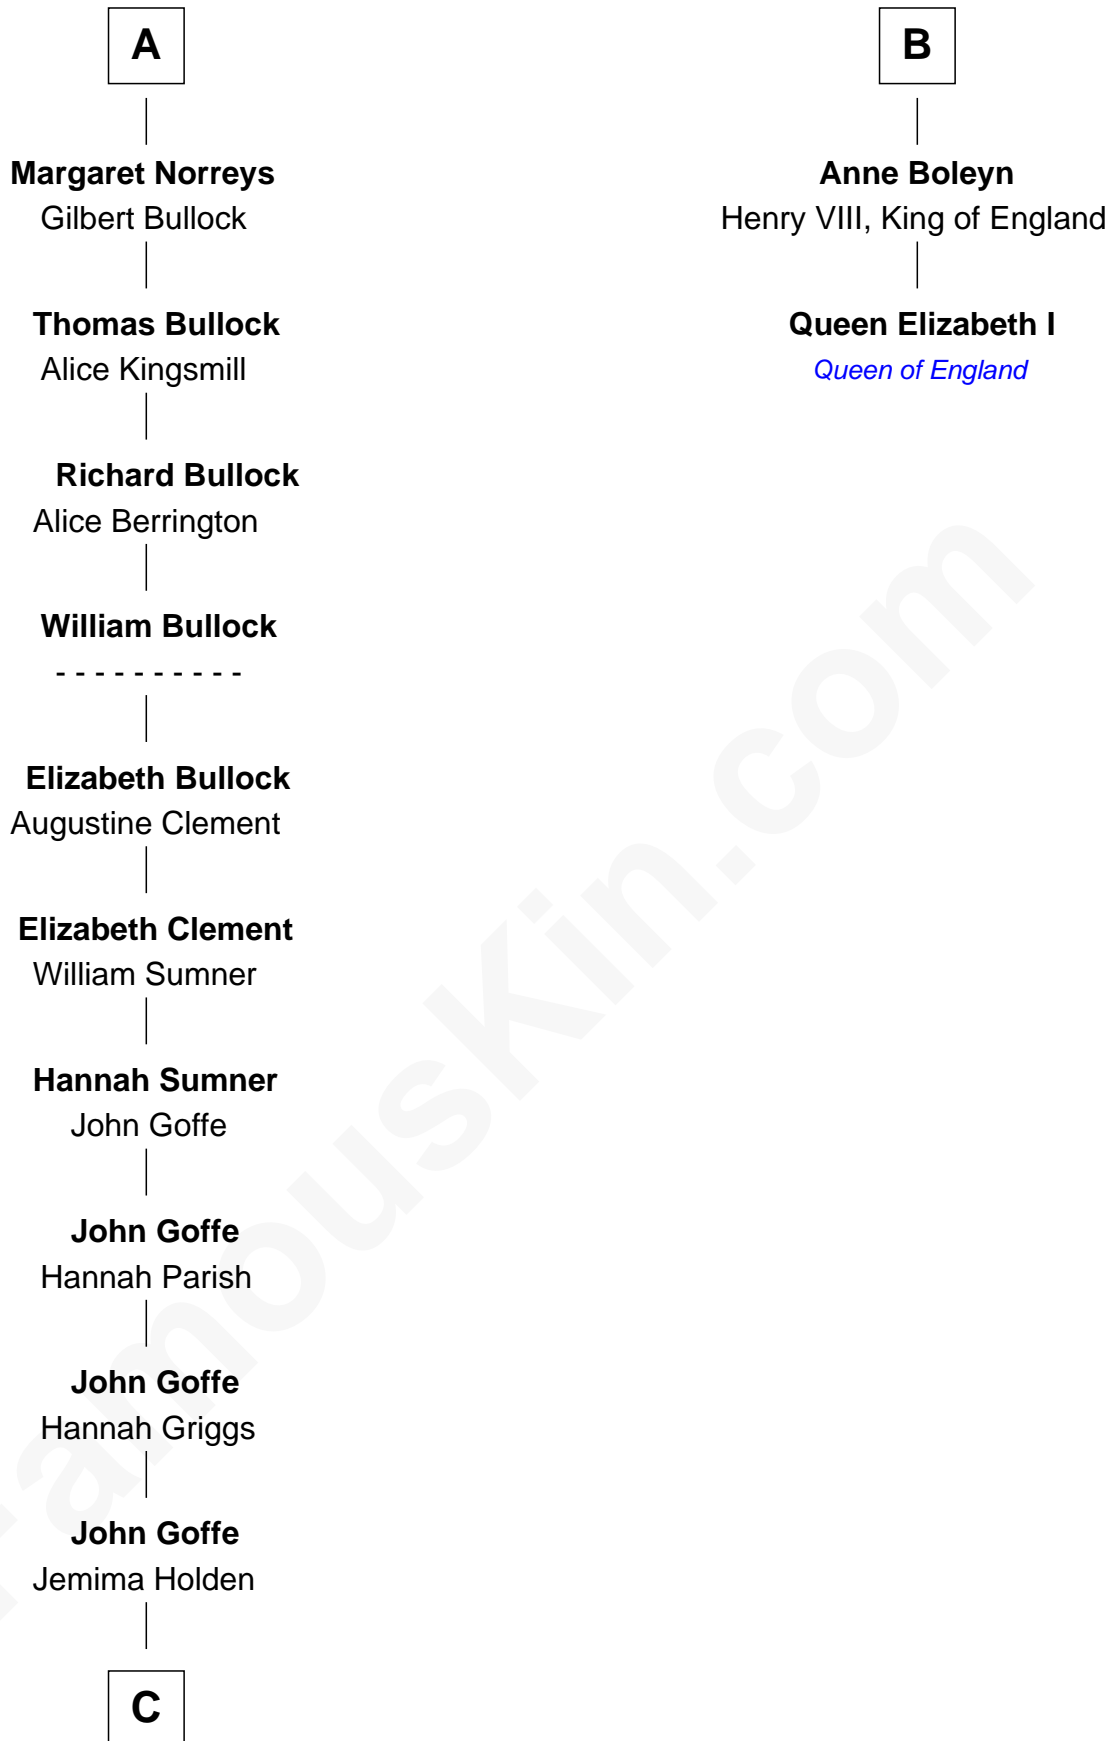 A
Margaret Norreys
Gilbert Bullock
Thomas Bullock
Alice Kingsmill
Richard Bullock
Alice Berrington
William Bullock
- - - - - - - - - -
Elizabeth Bullock
Augustine Clement
Elizabeth Clement
William Sumner
Hannah Sumner
John Goffe
John Goffe
Hannah Parish
John Goffe
Hannah Griggs
John Goffe
Jemima Holden
C
B
Anne Boleyn
Henry VIII, King of England
Queen Elizabeth I
Queen of England
FamousKin.com